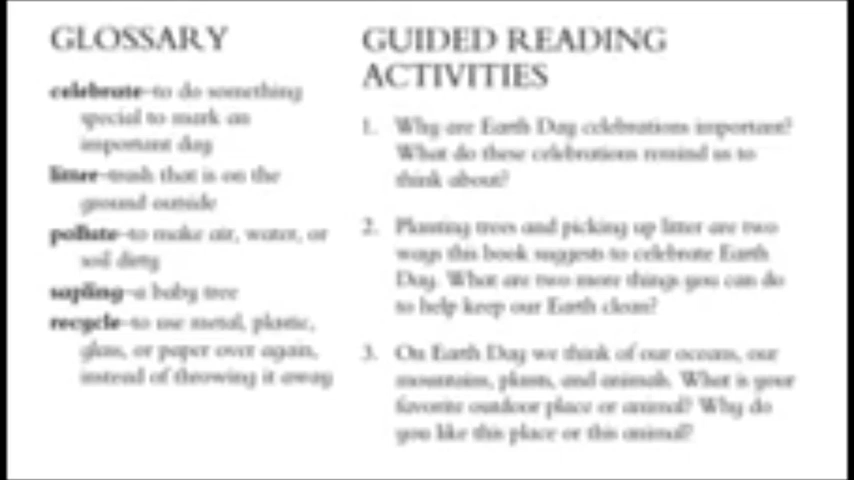 GLOSSARY
celebrate–to do something
special to mark an
important day
litter–trash that is on the
ground outside
pollute–to make air, water, or
soil dirty
sapling–a baby tree
recycle–to use metal, plastic,
glass, or paper over again,
instead of throwing it away
GUIDED READING
ACTIVITIES
1. Why are Earth Day celebrations important?
What do these celebrations remind us to
think about?
2. Planting trees and picking up litter are two
ways this book suggests to celebrate Earth
Day. What are two more things you can do
to help keep our Earth clean?
3. On Earth Day we think of our oceans, our
mountains, plants, and animals. What is your
favorite outdoor place or animal? Why do
you like this place or this animal?